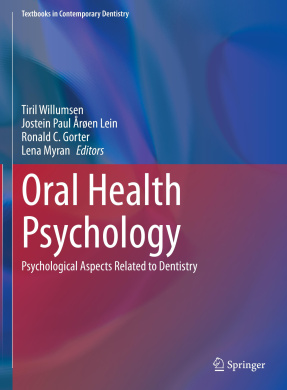 Textbooks in Contemporary Dentistry
Tiril Willumsen
Jostein Paul Årøen Lein
Ronald C. Gorter
Lena Myran Editors
Oral Health
Psychology
Psychological Aspects Related to Dentistry
Springer